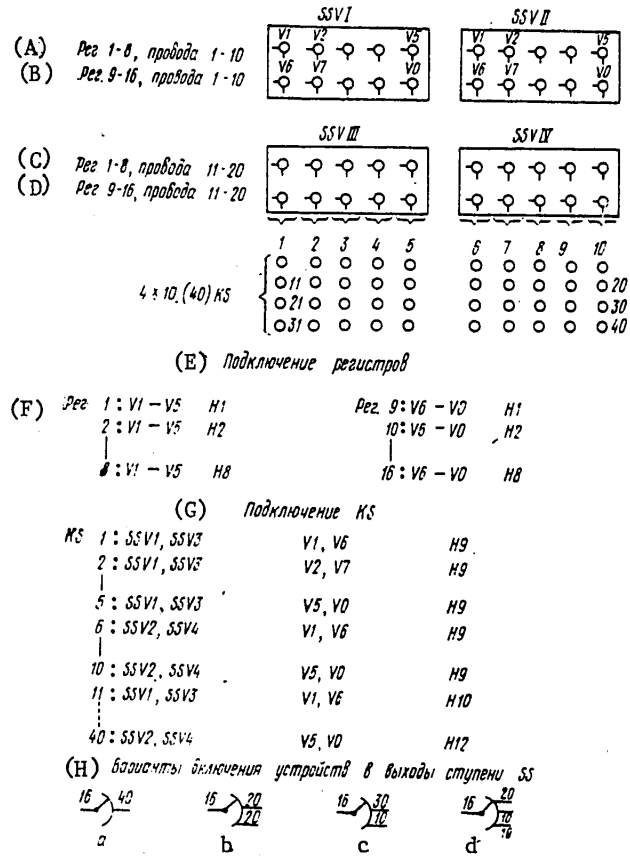 SSV I SSV II
V1 V2 V5 V1 V2 V5
(A) Рег 1-8, провода 1-10
V6 V7 V0 V6 V7 V0
(B) Рег. 9-16, провода 1-10
SSV III SSV IV
(C) Рег 1-8, провода 11-20
(D) Рег 9-16, провода 11-20
1 2 3 4 5 6 7 8 9 10
4 × 10 (40) KS
11 20
21 30
31 40
(E) Подключение регистров
(F) Рег 1 : V1 — V5 H1 Рег. 9 : V6 — V0 H1
2 : V1 — V5 H2 10 : V6 — V0 H2
8 : V1 — V5 H8 16 : V6 — V0 H8
(G) Подключение KS
KS 1 : SSV1, SSV3 V1, V6 H9
2 : SSV1, SSV3 V2, V7 H9
5 : SSV1, SSV3 V5, V0 H9
6 : SSV2, SSV4 V1, V6 H9
10 : SSV2, SSV4 V5, V0 H9
11 : SSV1, SSV3 V1, V6 H10
40 : SSV2, SSV4 V5, V0 H12
(H) Варианты включения устройств в выходы ступени SS
16 40 16 20 20 16 30 10 16 20 10 10
a b c d